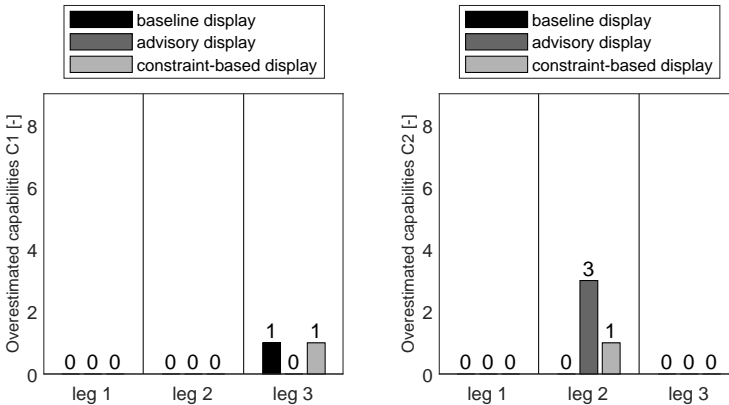 baseline display
advisory display
constraint-based display
Overestimated capabilities C1 [-]
8
6
4
2
0
0 0 0
0 0 0
1 0 1
leg 1
leg 2
leg 3
baseline display
advisory display
constraint-based display
Overestimated capabilities C2 [-]
8
6
4
2
0
0 0 0
0 3 1
0 0 0
leg 1
leg 2
leg 3